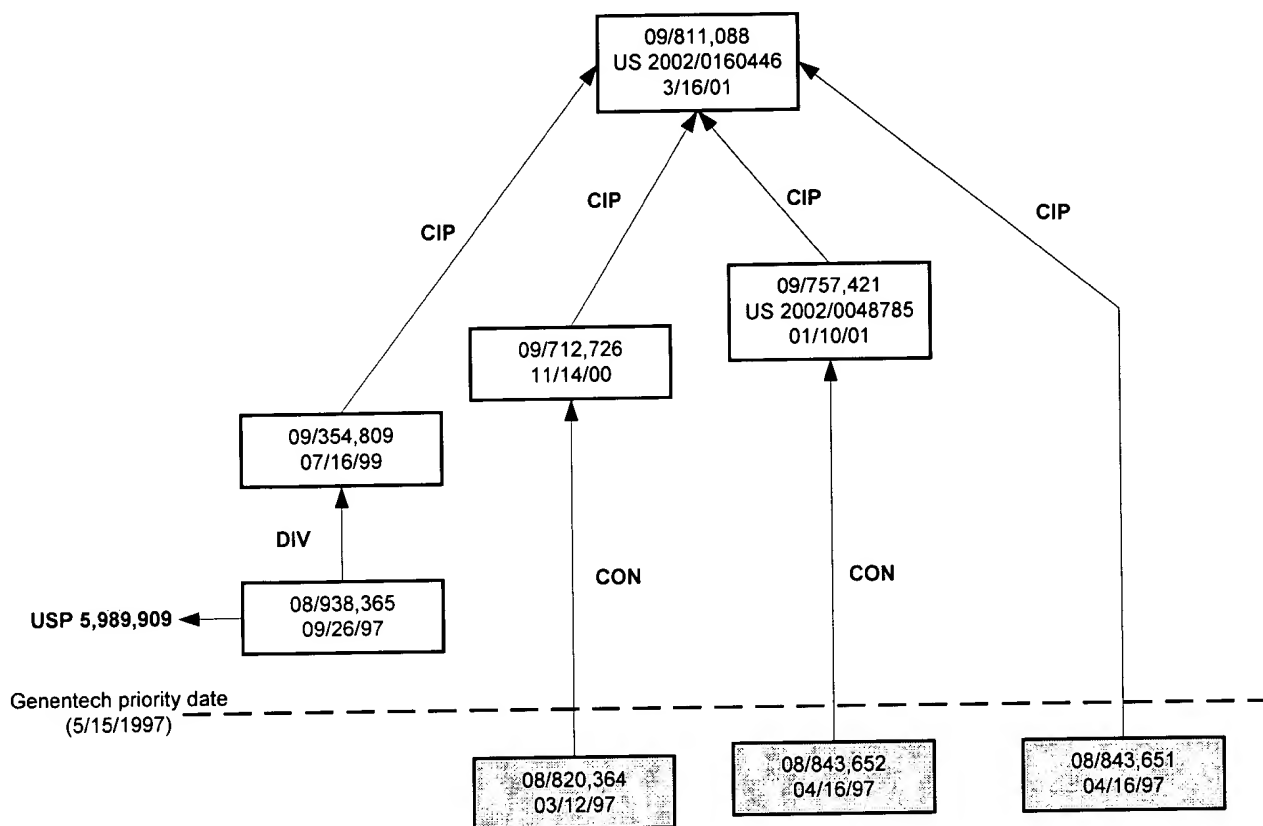 09/811,088
US 2002/0160446
3/16/01
CIP
CIP
CIP
CIP
09/757,421
US 2002/0048785
01/10/01
09/712,726
11/14/00
09/354,809
07/16/99
DIV
CON
CON
USP 5,989,909
08/938,365
09/26/97
Genentech priority date
(5/15/1997)
08/820,364
03/12/97
08/843,652
04/16/97
08/843,651
04/16/97